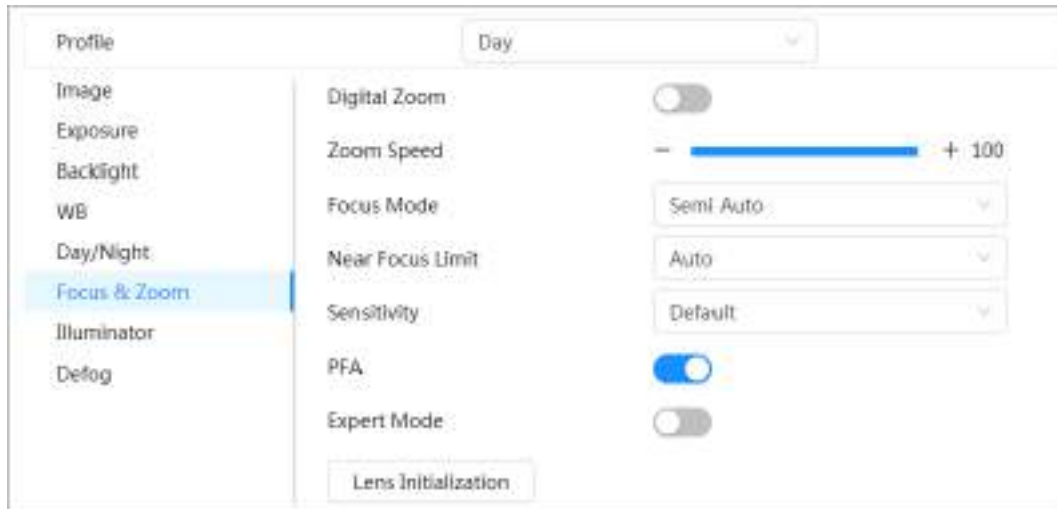 Profile Day
Image
Exposure
Backlight
WB
Day/Night
Focus & Zoom
Illuminator
Defog
Digital Zoom
Zoom Speed - + 100
Focus Mode Semi Auto
Near Focus Limit Auto
Sensitivity Default
PFA
Expert Mode
Lens Initialization